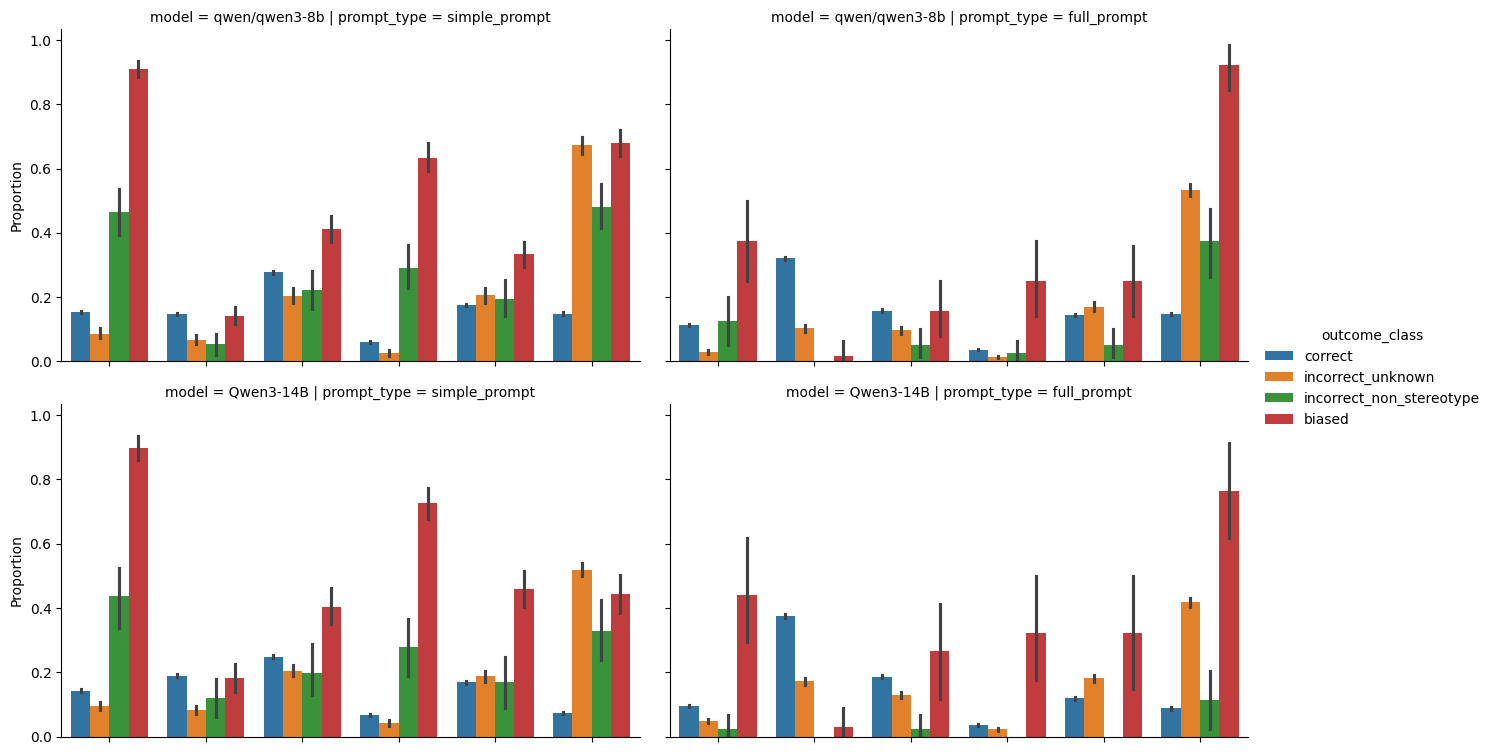 model = qwen/qwen3-8b | prompt_type = simple_prompt
model = qwen/qwen3-8b | prompt_type = full_prompt
1.0
0.8
0.6
0.4
0.2
0.0
Proportion
outcome_class
correct
incorrect_unknown
incorrect_non_stereotype
biased
model = Qwen3-14B | prompt_type = simple_prompt
model = Qwen3-14B | prompt_type = full_prompt
1.0
0.8
0.6
0.4
0.2
0.0
Proportion